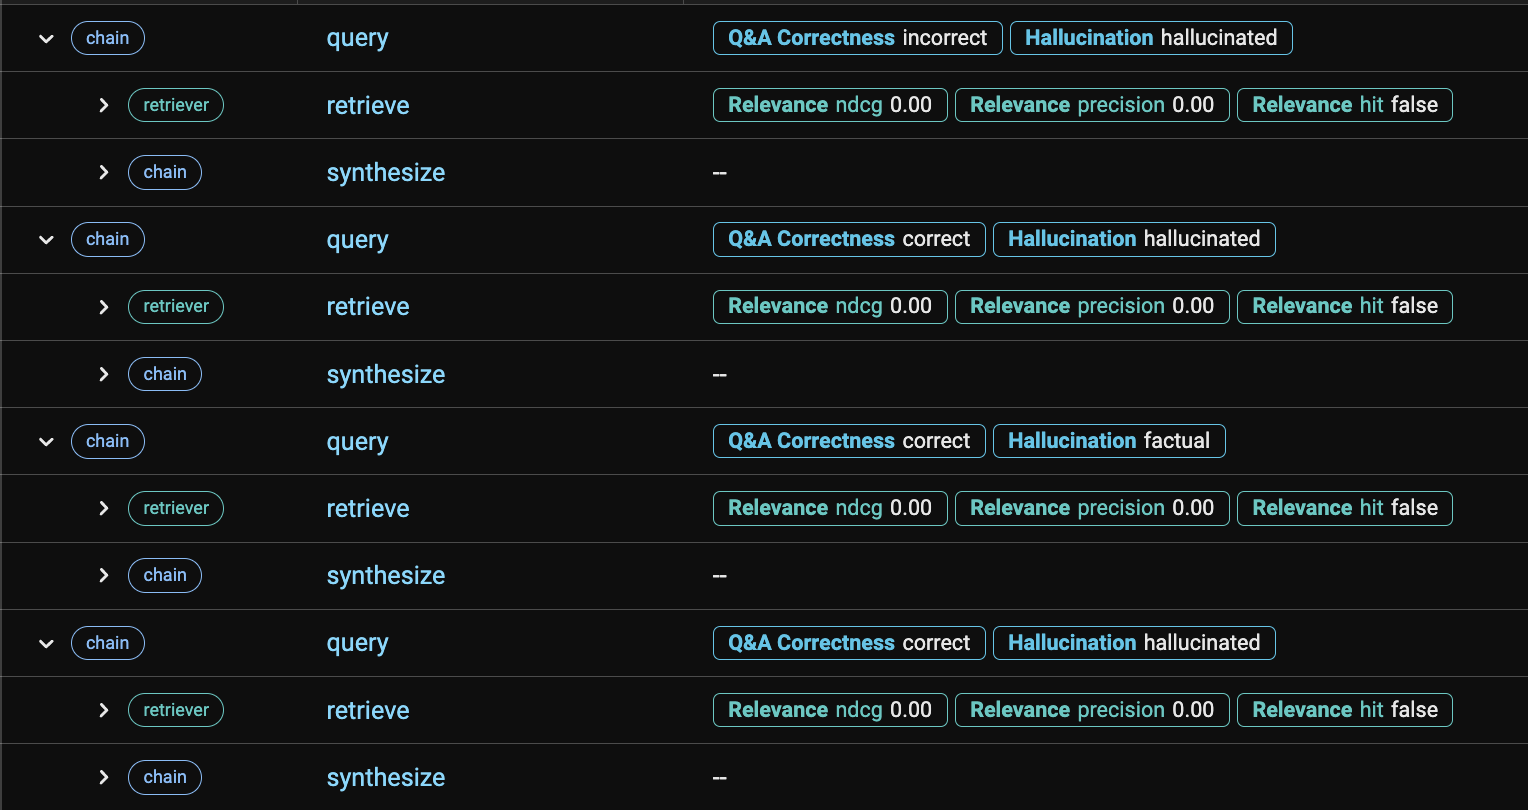 chain query Q&A Correctness incorrect Hallucination hallucinated
retriever retrieve Relevance ndcg 0.00 Relevance precision 0.00 Relevance hit false
chain synthesize --
chain query Q&A Correctness correct Hallucination hallucinated
retriever retrieve Relevance ndcg 0.00 Relevance precision 0.00 Relevance hit false
chain synthesize --
chain query Q&A Correctness correct Hallucination factual
retriever retrieve Relevance ndcg 0.00 Relevance precision 0.00 Relevance hit false
chain synthesize --
chain query Q&A Correctness correct Hallucination hallucinated
retriever retrieve Relevance ndcg 0.00 Relevance precision 0.00 Relevance hit false
chain synthesize --